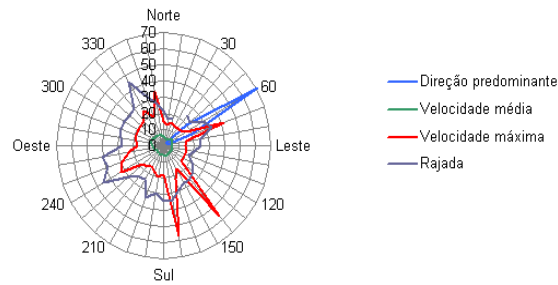 Norte
70
60
50
40
30
20
10
0
330
30
300
60
Oeste
Leste
240
120
210
150
Sul
Direção predominante
Velocidade média
Velocidade máxima
Rajada